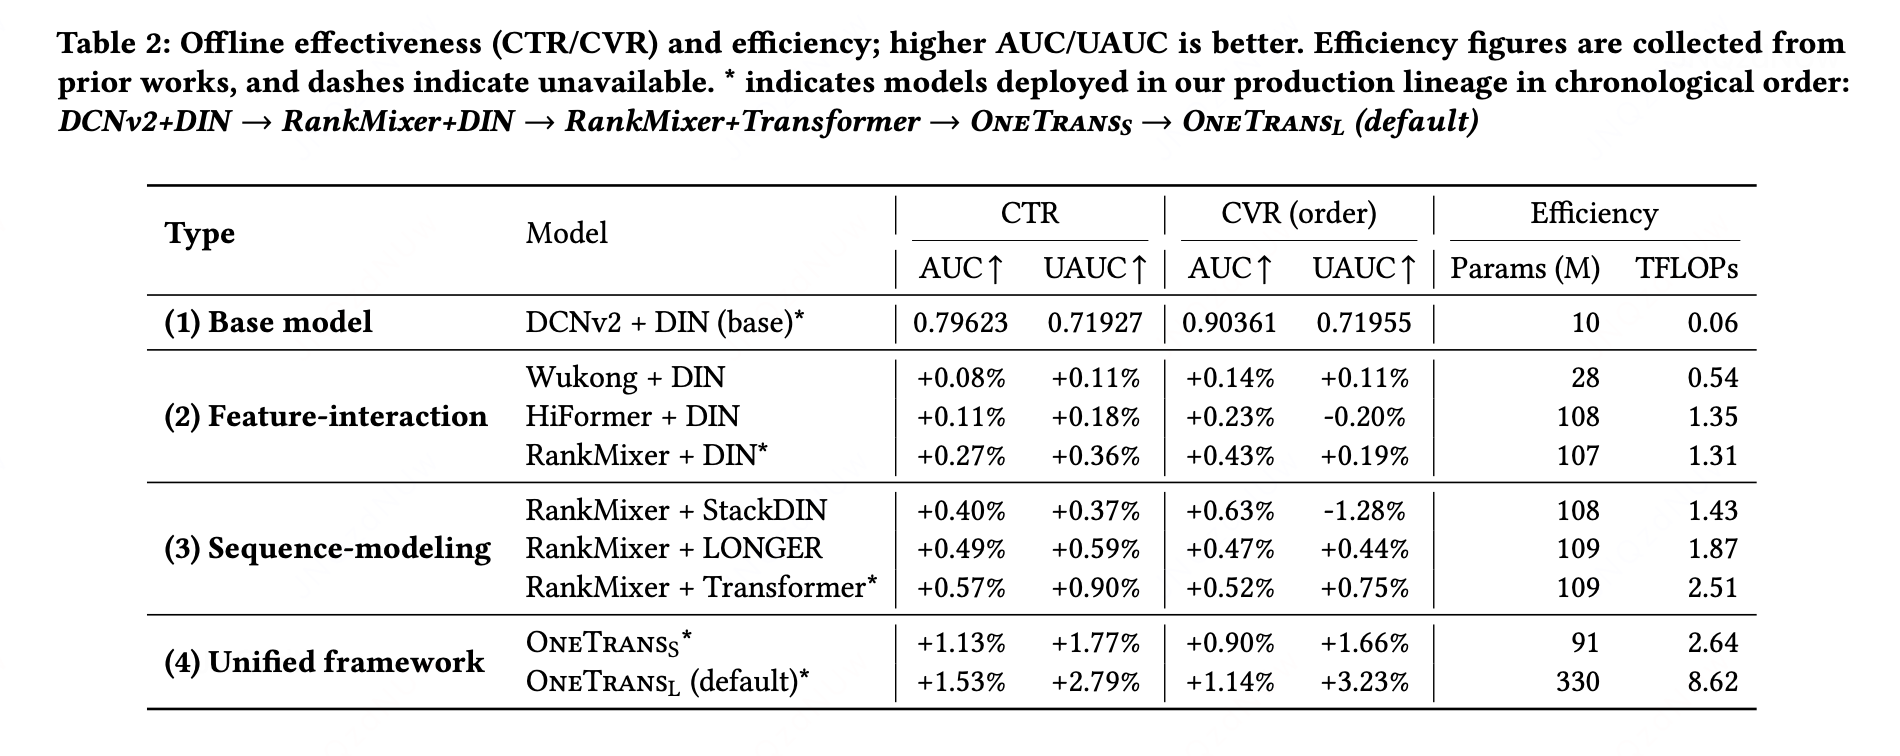 Table 2: Offline effectiveness (CTR/CVR) and efficiency; higher AUC/UAUC is better. Efficiency figures are collected from
prior works, and dashes indicate unavailable. * indicates models deployed in our production lineage in chronological order:
DCNv2+DIN → RankMixer+DIN → RankMixer+Transformer → OneTransS → OneTransL (default)
Type Model CTR CVR (order) Efficiency
AUC↑ UAUC↑ AUC↑ UAUC↑ Params (M) TFLOPs
(1) Base model DCNv2 + DIN (base)* 0.79623 0.71927 0.90361 0.71955 10 0.06
Wukong + DIN +0.08% +0.11% +0.14% +0.11% 28 0.54
(2) Feature-interaction HiFormer + DIN +0.11% +0.18% +0.23% -0.20% 108 1.35
RankMixer + DIN* +0.27% +0.36% +0.43% +0.19% 107 1.31
RankMixer + StackDIN +0.40% +0.37% +0.63% -1.28% 108 1.43
(3) Sequence-modeling RankMixer + LONGER +0.49% +0.59% +0.47% +0.44% 109 1.87
RankMixer + Transformer* +0.57% +0.90% +0.52% +0.75% 109 2.51
(4) Unified framework OneTransS* +1.13% +1.77% +0.90% +1.66% 91 2.64
OneTransL (default)* +1.53% +2.79% +1.14% +3.23% 330 8.62